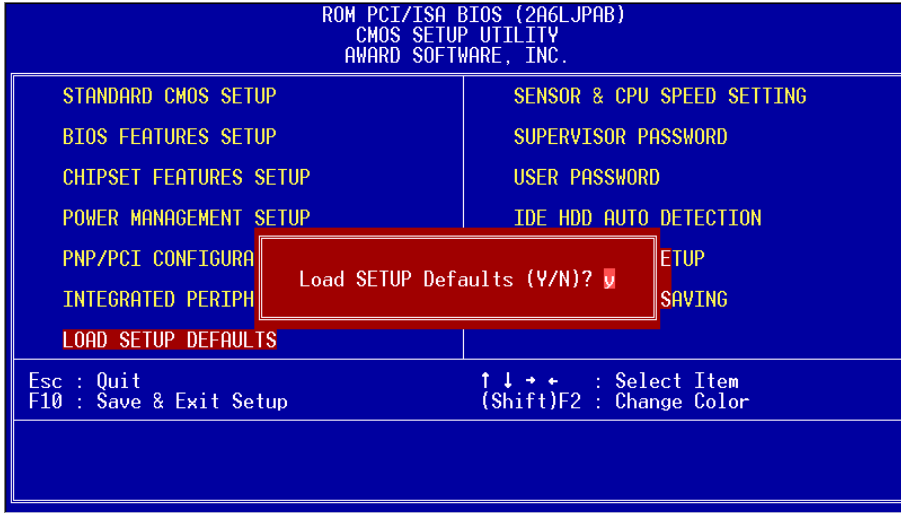 ROM PCI/ISA BIOS (2A6LJPAB)
CMOS SETUP UTILITY
AWARD SOFTWARE, INC.
STANDARD CMOS SETUP
BIOS FEATURES SETUP
CHIPSET FEATURES SETUP
POWER MANAGEMENT SETUP
PNP/PCI CONFIGURA
INTEGRATED PERIPH
LOAD SETUP DEFAULTS
SENSOR & CPU SPEED SETTING
SUPERVISOR PASSWORD
USER PASSWORD
IDE HDD AUTO DETECTION
ETUP
SAVING
Load SETUP Defaults (Y/N)? y
Esc : Quit
F10 : Save & Exit Setup
↑ ↓ → ← : Select Item
(Shift)F2 : Change Color